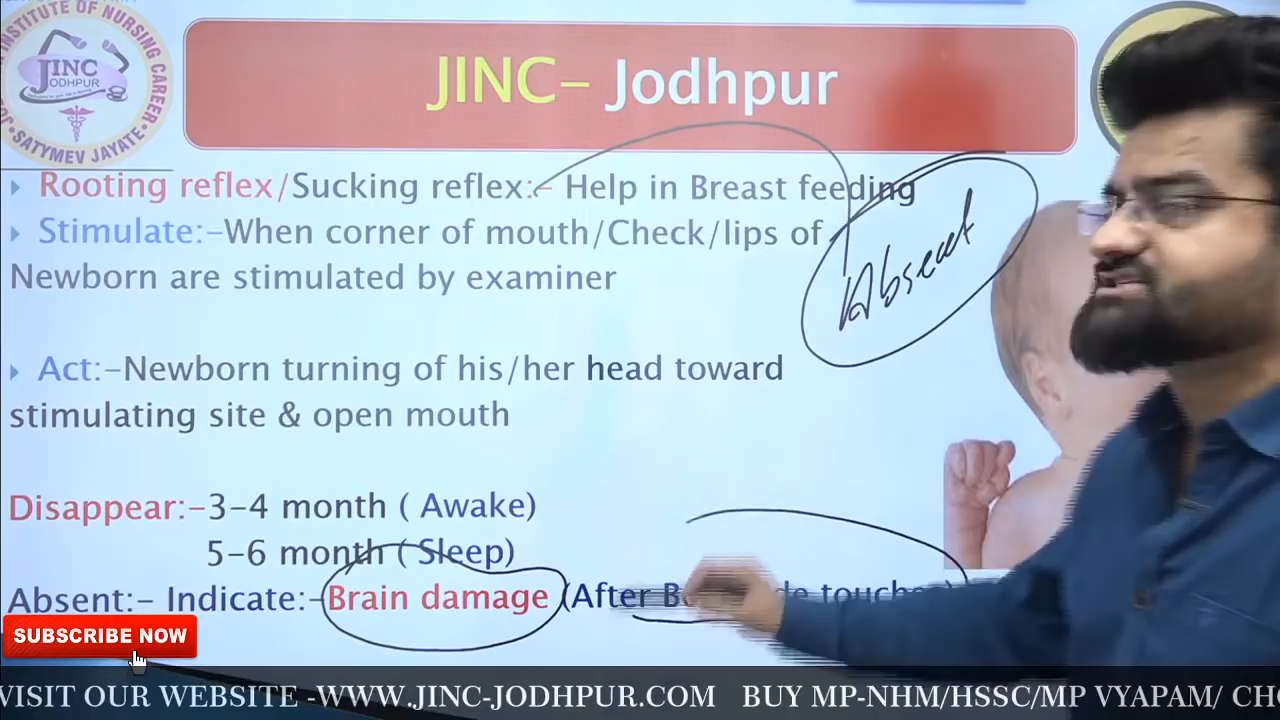 INSTITUTE OF NURSING CAREER
JINC
JODHPUR
SATYMEV JAYATE
JINC- Jodhpur
Rooting reflex/Sucking reflex:- Help in Breast feeding
Stimulate:-When corner of mouth/Check/lips of
Newborn are stimulated by examiner
Absent
Act:-Newborn turning of his/her head toward
stimulating site & open mouth
Disappear:-3-4 month ( Awake)
5-6 month ( Sleep)
Absent:- Indicate:-Brain damage (After
SUBSCRIBE NOW
VISIT OUR WEBSITE -WWW.JINC-JODHPUR.COM BUY MP-NHM/HSSC/MP VYAPAM/